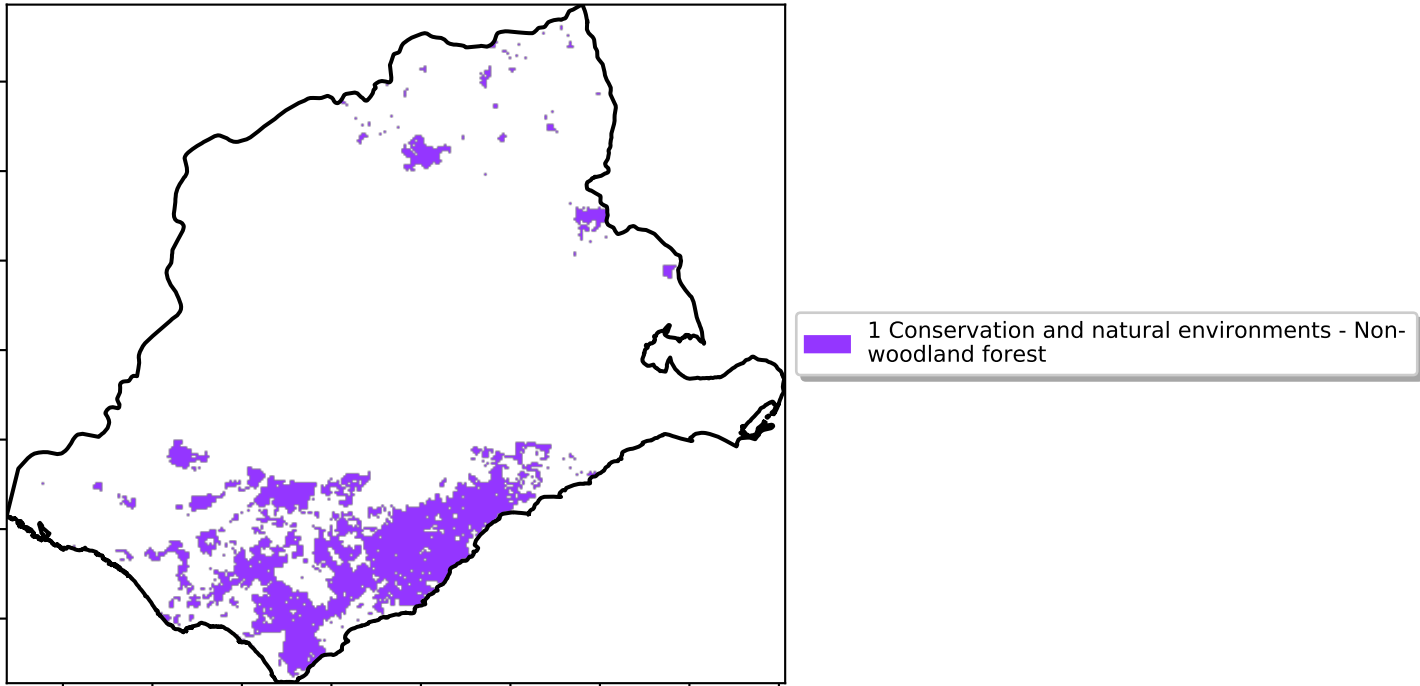 1 Conservation and natural environments - Non-
woodland forest